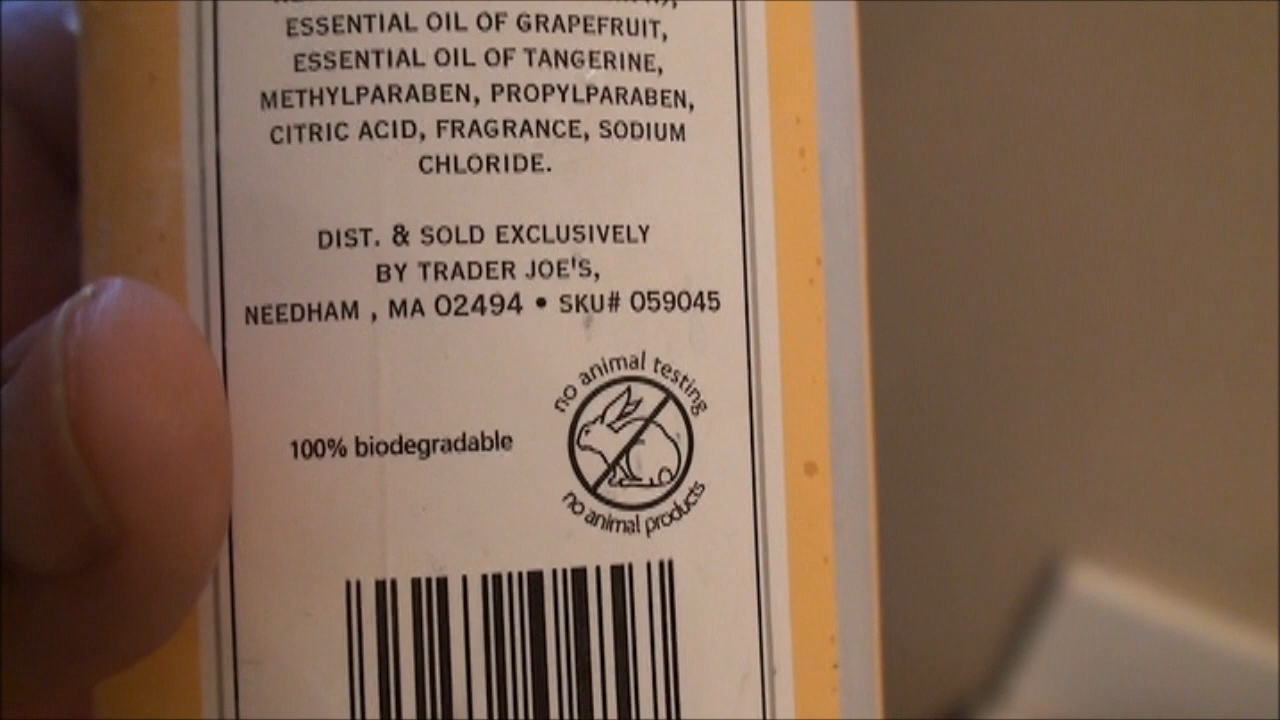 ESSENTIAL OIL OF GRAPEFRUIT,
ESSENTIAL OIL OF TANGERINE,
METHYLPARABEN, PROPYLPARABEN,
CITRIC ACID, FRAGRANCE, SODIUM
CHLORIDE.
DIST. & SOLD EXCLUSIVELY
BY TRADER JOE'S,
NEEDHAM , MA 02494 • SKU# 059045
no animal testing
100% biodegradable
no animal products